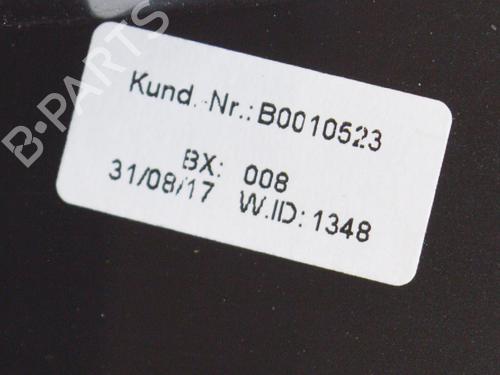 B-PARTS
Kund.-Nr.: B0010523
BX: 008
31/08/17 W.ID: 1348